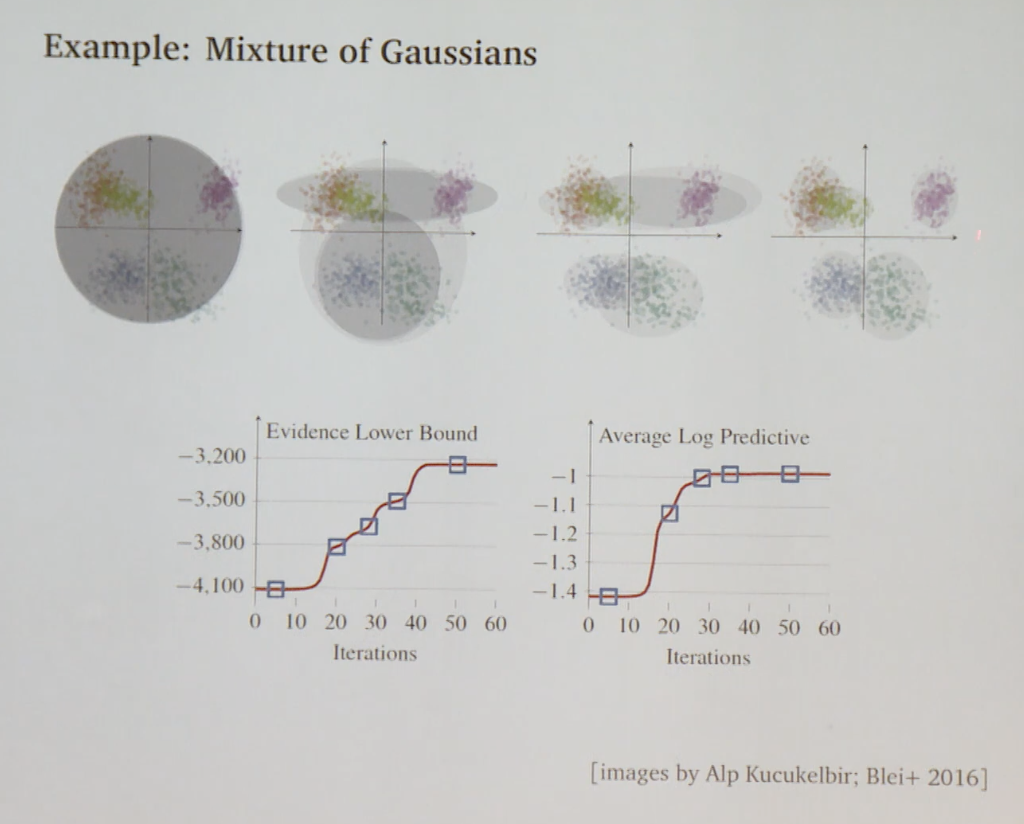 Example: Mixture of Gaussians
Evidence Lower Bound
−3,200
−3,500
−3,800
−4,100
0 10 20 30 40 50 60
Iterations
Average Log Predictive
−1
−1.1
−1.2
−1.3
−1.4
0 10 20 30 40 50 60
Iterations
[images by Alp Kucukelbir; Blei+ 2016]